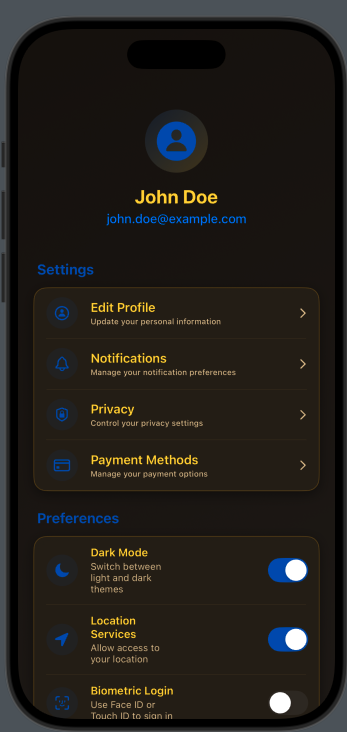 John Doe
john.doe@example.com
Settings
Edit Profile
Update your personal information
Notifications
Manage your notification preferences
Privacy
Control your privacy settings
Payment Methods
Manage your payment options
Preferences
Dark Mode
Switch between
light and dark
themes
Location
Services
Allow access to
your location
Biometric Login
Use Face ID or
Touch ID to sign in